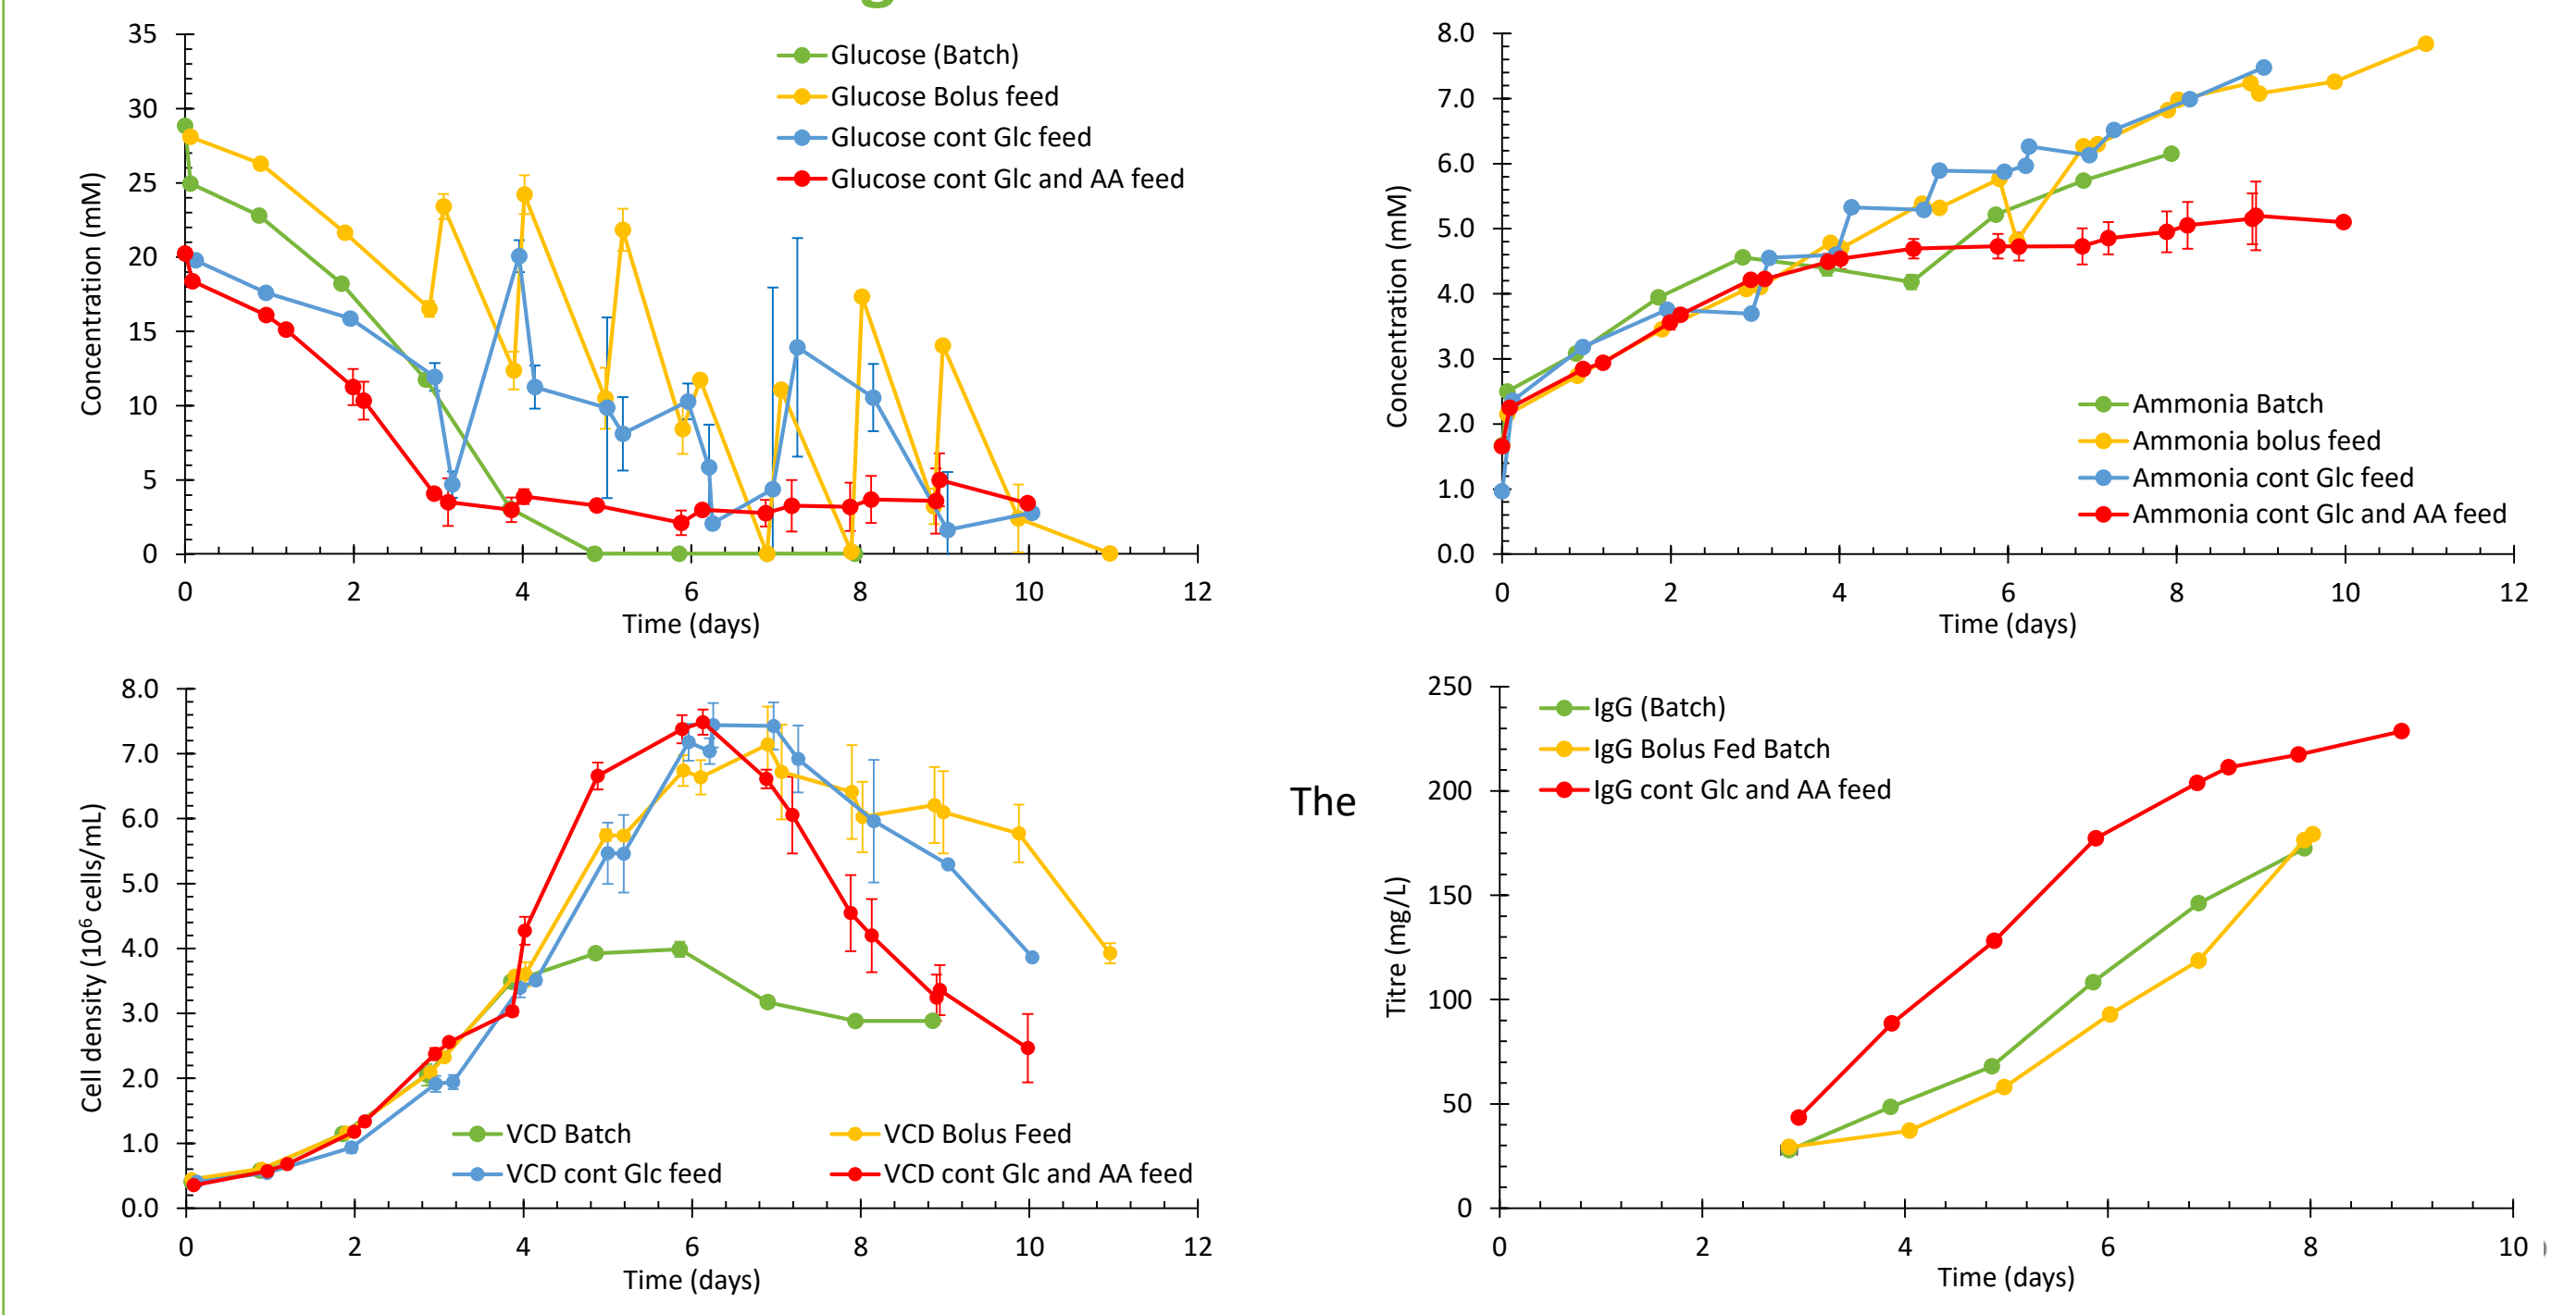 g
35
30
25
20
15
10
5
0
Concentration (mM)
Glucose (Batch)
Glucose Bolus feed
Glucose cont Glc feed
Glucose cont Glc and AA feed
0 2 4 6 8 10 12
Time (days)
8.0
7.0
6.0
5.0
4.0
3.0
2.0
1.0
0.0
Concentration (mM)
Ammonia Batch
Ammonia bolus feed
Ammonia cont Glc feed
Ammonia cont Glc and AA feed
0 2 4 6 8 10 12
Time (days)
8.0
7.0
6.0
5.0
4.0
3.0
2.0
1.0
0.0
Cell density (10⁶ cells/mL)
VCD Batch VCD Bolus Feed
VCD cont Glc feed VCD cont Glc and AA feed
0 2 4 6 8 10 12
Time (days)
The
250
200
150
100
50
0
Titre (mg/L)
IgG (Batch)
IgG Bolus Fed Batch
IgG cont Glc and AA feed
0 2 4 6 8 10
Time (days)